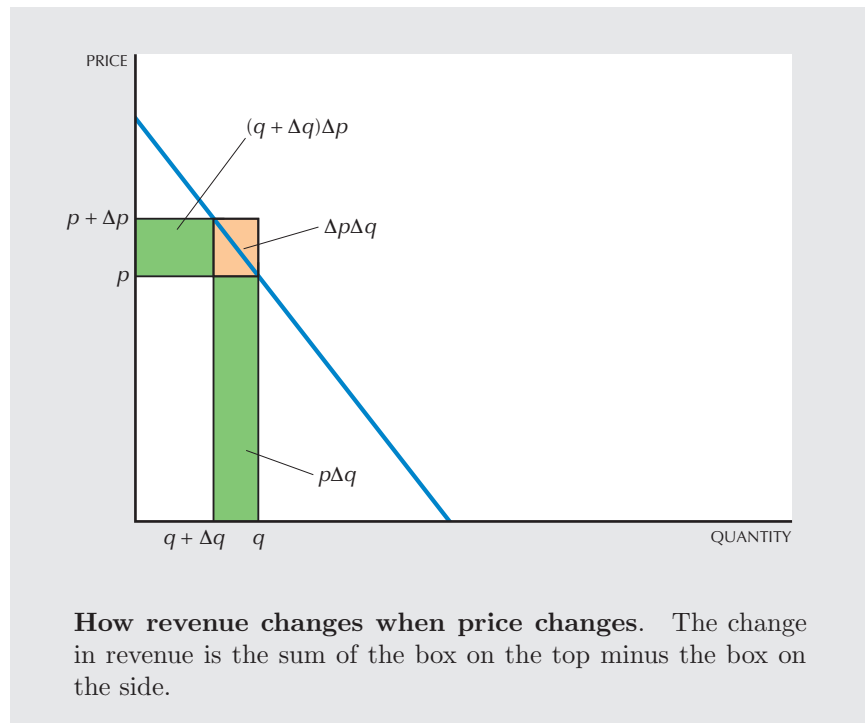 PRICE
(q + Δq)Δp
p + Δp
ΔpΔq
p
pΔq
q + Δq
q
QUANTITY
How revenue changes when price changes. The change
in revenue is the sum of the box on the top minus the box on
the side.